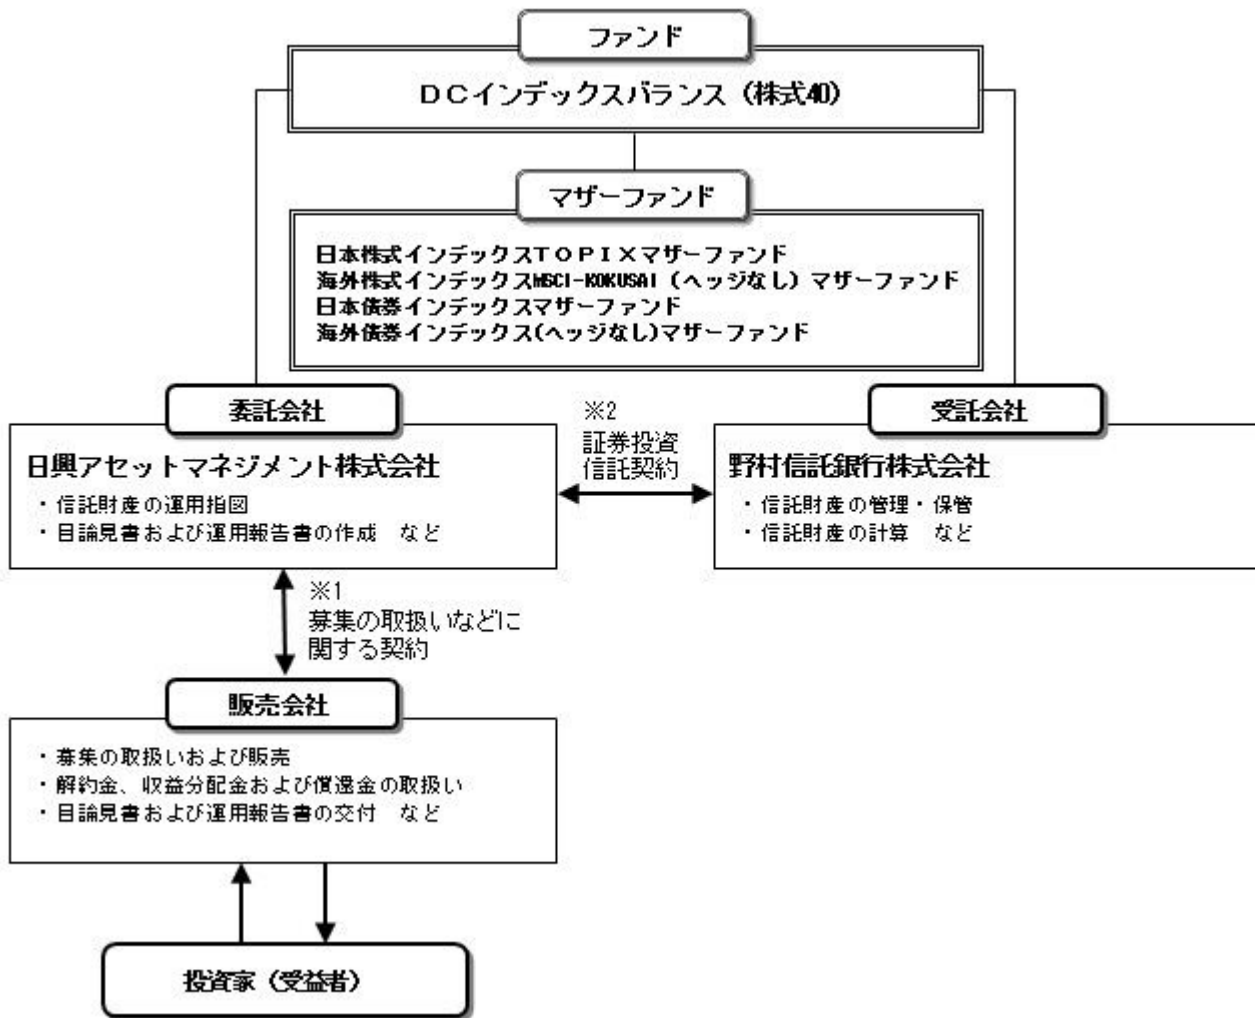 ファンド
DCインデックスバランス(株式40)
マザーファンド
日本株式インデックスTOPIXマザーファンド
海外株式インデックスMSCI-KOKUSAI(ヘッジなし)マザーファンド
日本債券インデックスマザーファンド
海外債券インデックス(ヘッジなし)マザーファンド
委託会社
日興アセットマネジメント株式会社
・信託財産の運用指図
・目論見書および運用報告書の作成 など
※2
証券投資
信託契約
受託会社
野村信託銀行株式会社
・信託財産の管理・保管
・信託財産の計算 など
※1
募集の取扱いなどに
関する契約
販売会社
・募集の取扱いおよび販売
・解約金、収益分配金および償還金の取扱い
・目論見書および運用報告書の交付 など
投資家(受益者)